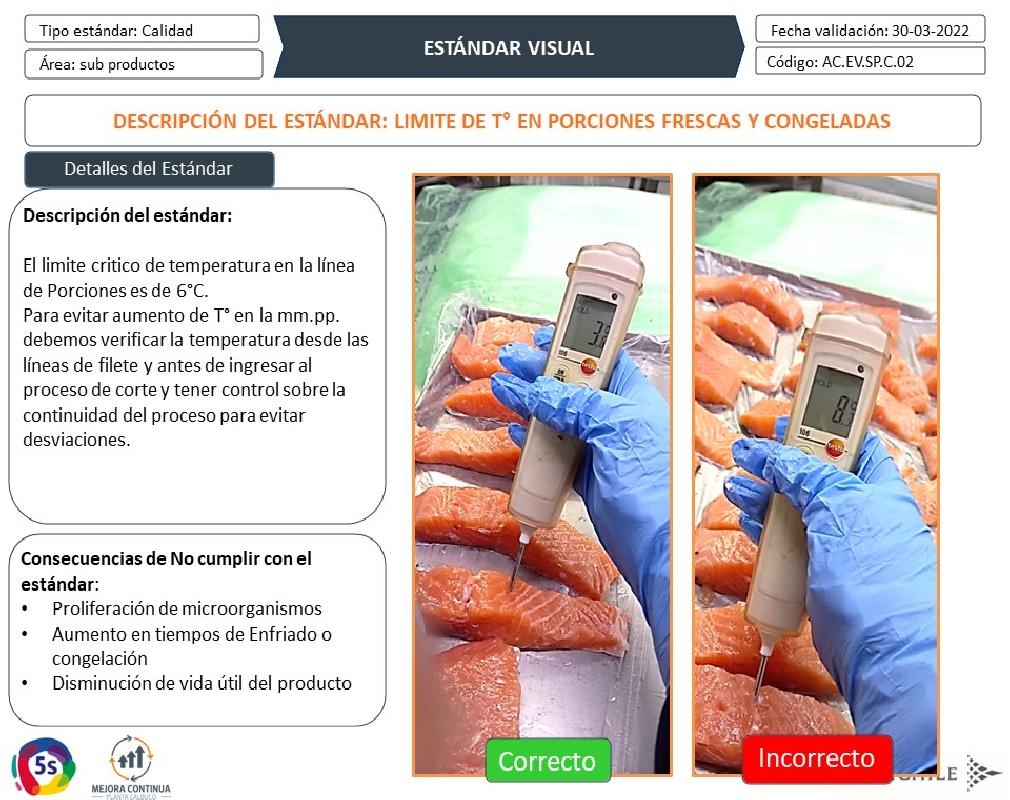 Tipo estándar: Calidad
Área: sub productos
ESTÁNDAR VISUAL
Fecha validación: 30-03-2022
Código: AC.EV.SP.C.02
DESCRIPCIÓN DEL ESTÁNDAR: LIMITE DE T° EN PORCIONES FRESCAS Y CONGELADAS
Detalles del Estándar
Descripción del estándar:
El limite critico de temperatura en la línea
de Porciones es de 6°C.
Para evitar aumento de T° en la mm.pp.
debemos verificar la temperatura desde las
líneas de filete y antes de ingresar al
proceso de corte y tener control sobre la
continuidad del proceso para evitar
desviaciones.
Consecuencias de No cumplir con el
estándar:
• Proliferación de microorganismos
• Aumento en tiempos de Enfriado o
congelación
• Disminución de vida útil del producto
HOLD
106
testo
Correcto
HOLD
106
testo
Incorrecto
5s
MEJORA CONTINUA
PLANTA CALBUCO